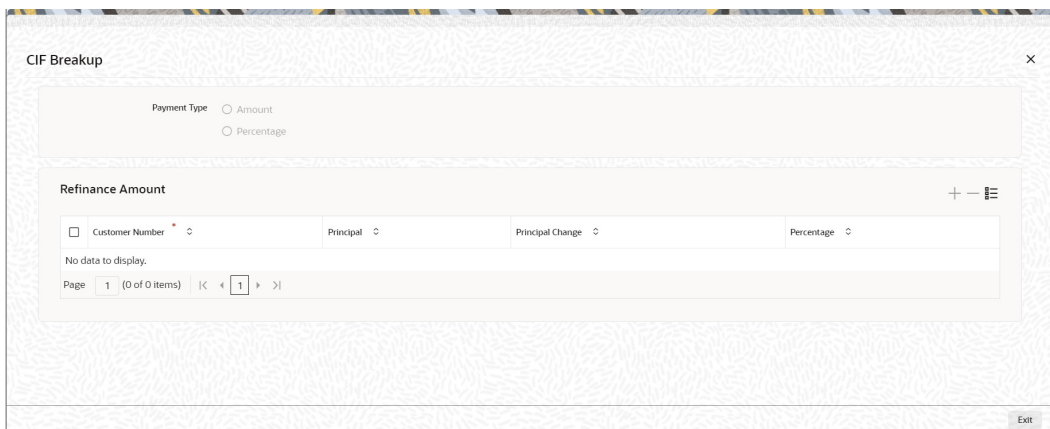 CIF Breakup
Payment Type Amount
Percentage
Refinance Amount
Customer Number * Principal Principal Change Percentage
No data to display.
Page 1 (0 of 0 items) 1
Exit